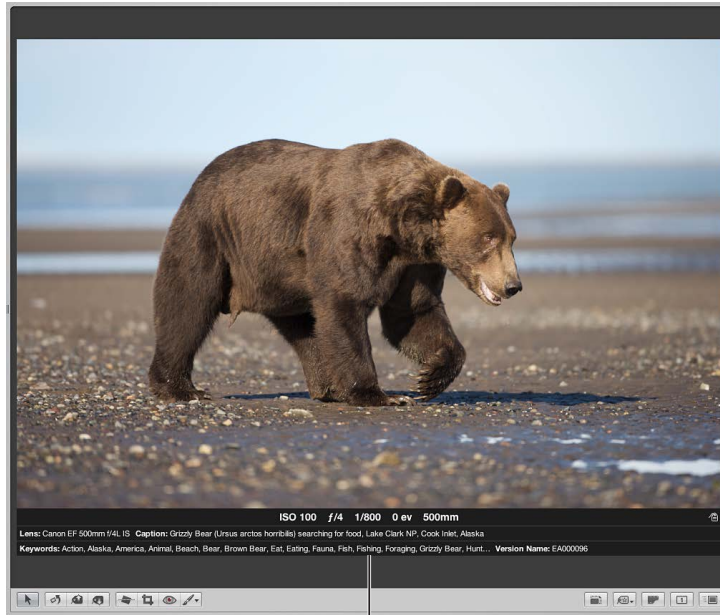 ISO 100 ƒ/4 1/800 0 ev 500mm
Lens: Canon EF 500mm f/4L IS Caption: Grizzly Bear (Ursus arctos horribilis) searching for food, Lake Clark NP, Cook Inlet, Alaska
Keywords: Action, Alaska, America, Animal, Beach, Bear, Brown Bear, Eat, Eating, Fauna, Fish, Fishing, Foraging, Grizzly Bear, Hunt... Version Name: EA000096
1